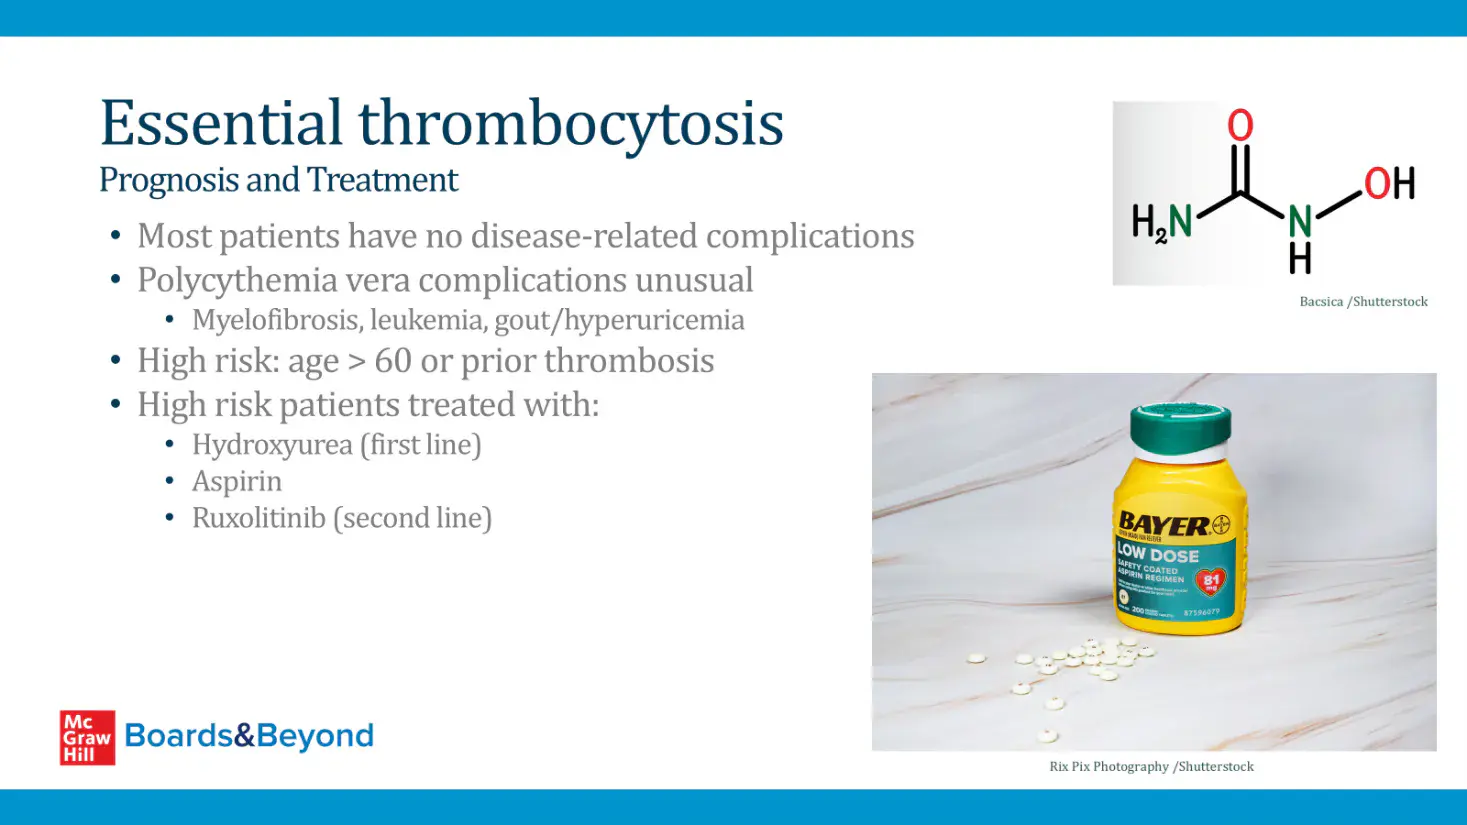 Essential thrombocytosis
Prognosis and Treatment
• Most patients have no disease-related complications
• Polycythemia vera complications unusual
• Myelofibrosis, leukemia, gout/hyperuricemia
• High risk: age > 60 or prior thrombosis
• High risk patients treated with:
• Hydroxyurea (first line)
• Aspirin
• Ruxolitinib (second line)
O
OH
H₂N
N
H
Bacsica /Shutterstock
BAYER
LOW DOSE
SAFETY COATED
ASPIRIN REGIMEN
81
mg
200
87596079
Rix Pix Photography /Shutterstock
Mc
Graw
Hill
Boards&Beyond